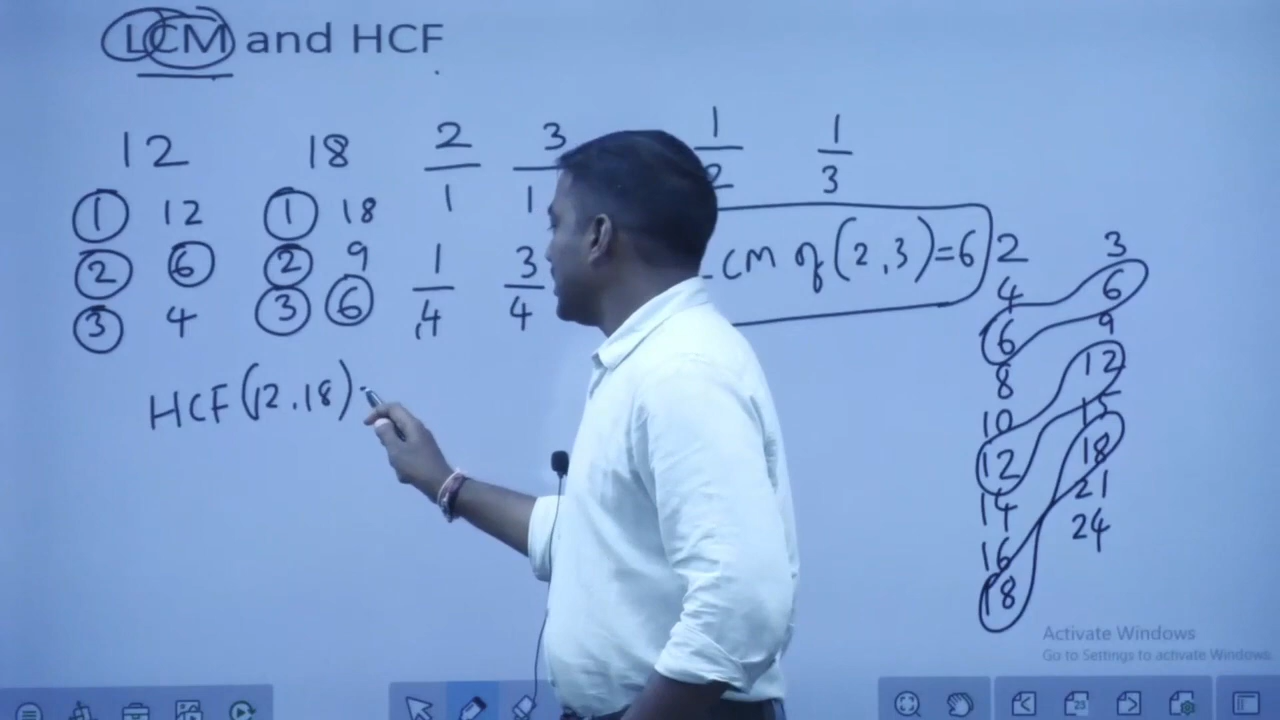 LCM and HCF
12 18 2/1 3/1 1/2 1/3
1 12 1 18
2 6 2 9 1/4 3/4
3 4 3 6
CM of (2,3)=6
HCF(12,18)
2 3
4 6
6 9
8 12
10 15
12 18
14 21
16 24
18
Activate Windows
Go to Settings to activate Windows.
23